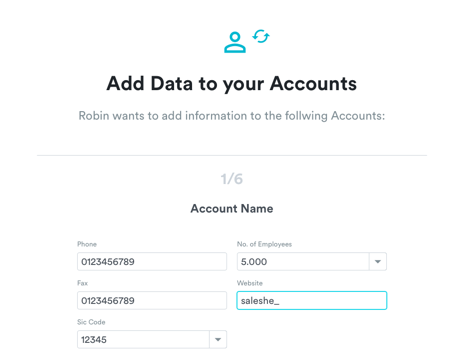 Add Data to your Accounts
Robin wants to add information to the follwing Accounts:
1/6
Account Name
Phone
No. of Employees
0123456789
5.000
Fax
Website
0123456789
saleshe_
Sic Code
12345